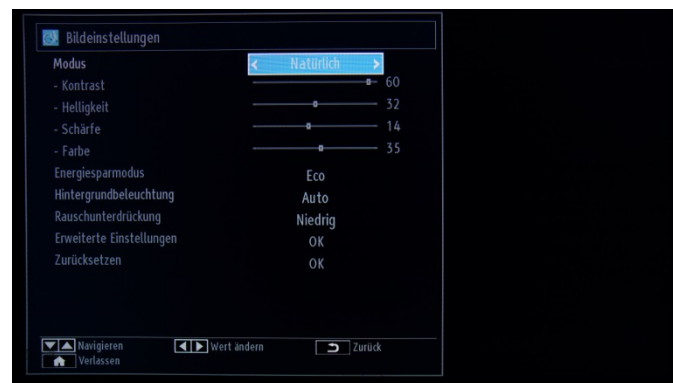 Bildeinstellungen
Modus < Natürlich >
- Kontrast 60
- Helligkeit 32
- Schärfe 14
- Farbe 35
Energiesparmodus Eco
Hintergrundbeleuchtung Auto
Rauschunterdrückung Niedrig
Erweiterte Einstellungen OK
Zurücksetzen OK
Navigieren Wert ändern Zurück
Verlassen